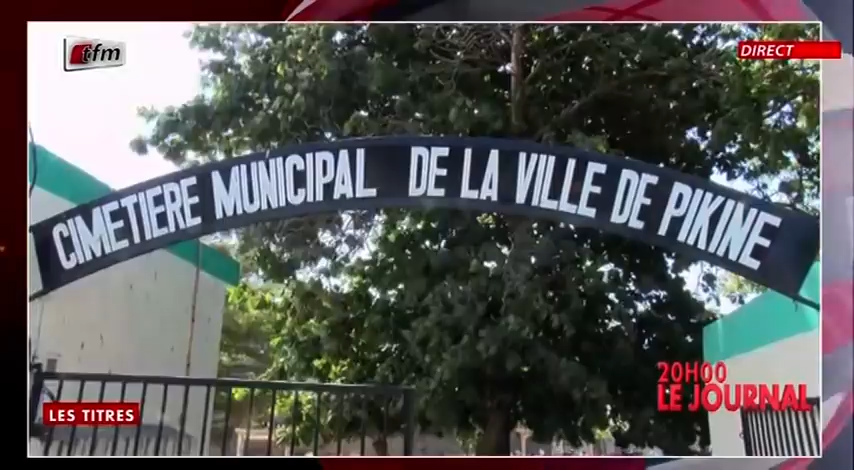 tfm
DIRECT
CIMETIERE MUNICIPAL DE LA VILLE DE PIKINE
20H00
LE JOURNAL
LES TITRES